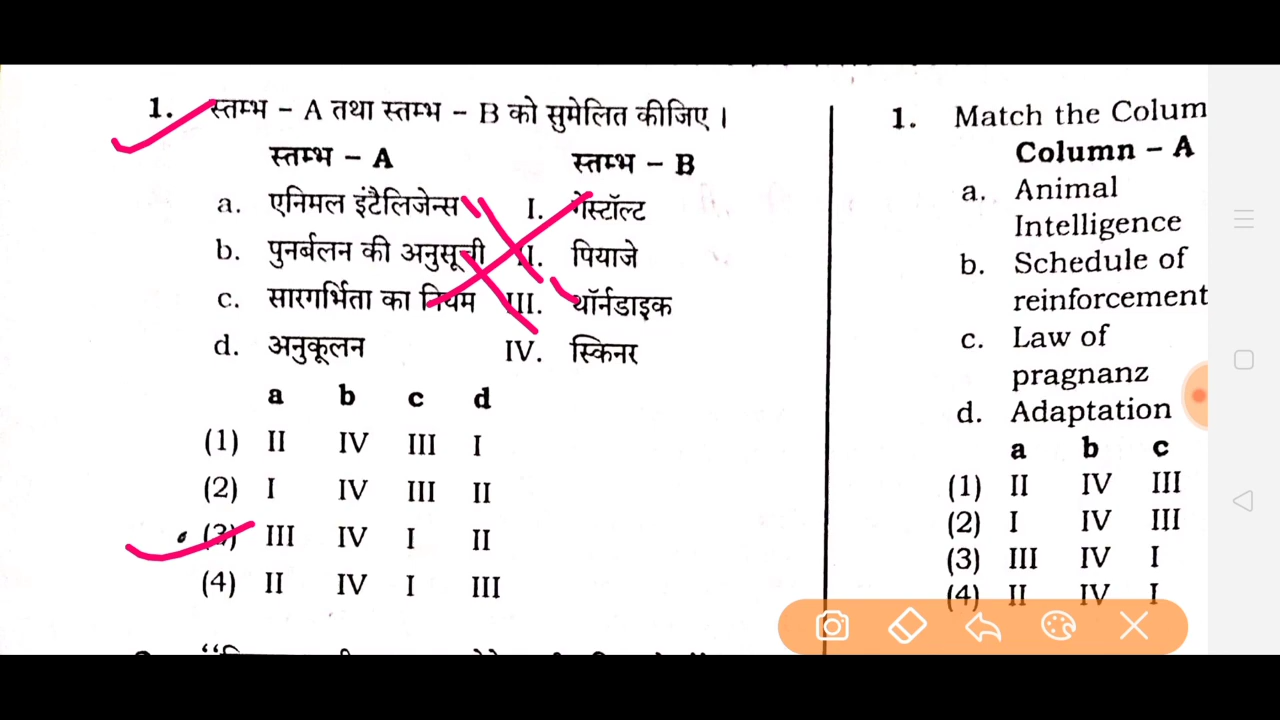 1. स्तम्भ – A तथा स्तम्भ – B को सुमेलित कीजिए ।
स्तम्भ – A स्तम्भ – B
a. एनिमल इंटैलिजेन्स I. गेस्टॉल्ट
b. पुनर्बलन की अनुसूची II. पियाजे
c. सारगर्भिता का नियम III. थॉर्नडाइक
d. अनुकूलन IV. स्किनर
a b c d
(1) II IV III I
(2) I IV III II
(3) III IV I II
(4) II IV I III
1. Match the Colum
Column – A
a. Animal
Intelligence
b. Schedule of
reinforcement
c. Law of
pragnanz
d. Adaptation
a b c
(1) II IV III
(2) I IV III
(3) III IV I
(4) II IV I